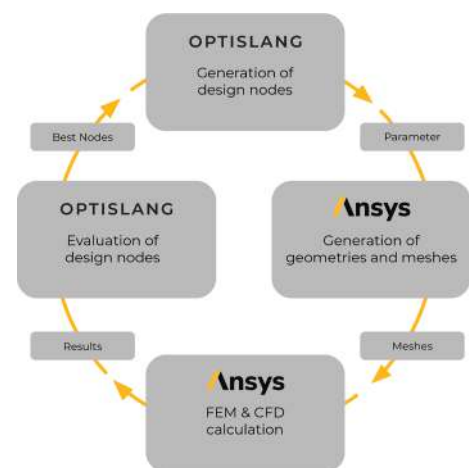 OPTISLANG
Generation of
design nodes
Best Nodes
Parameter
OPTISLANG
Evaluation of
design nodes
Ansys
Generation of
geometries and meshes
Results
Meshes
Ansys
FEM & CFD
calculation